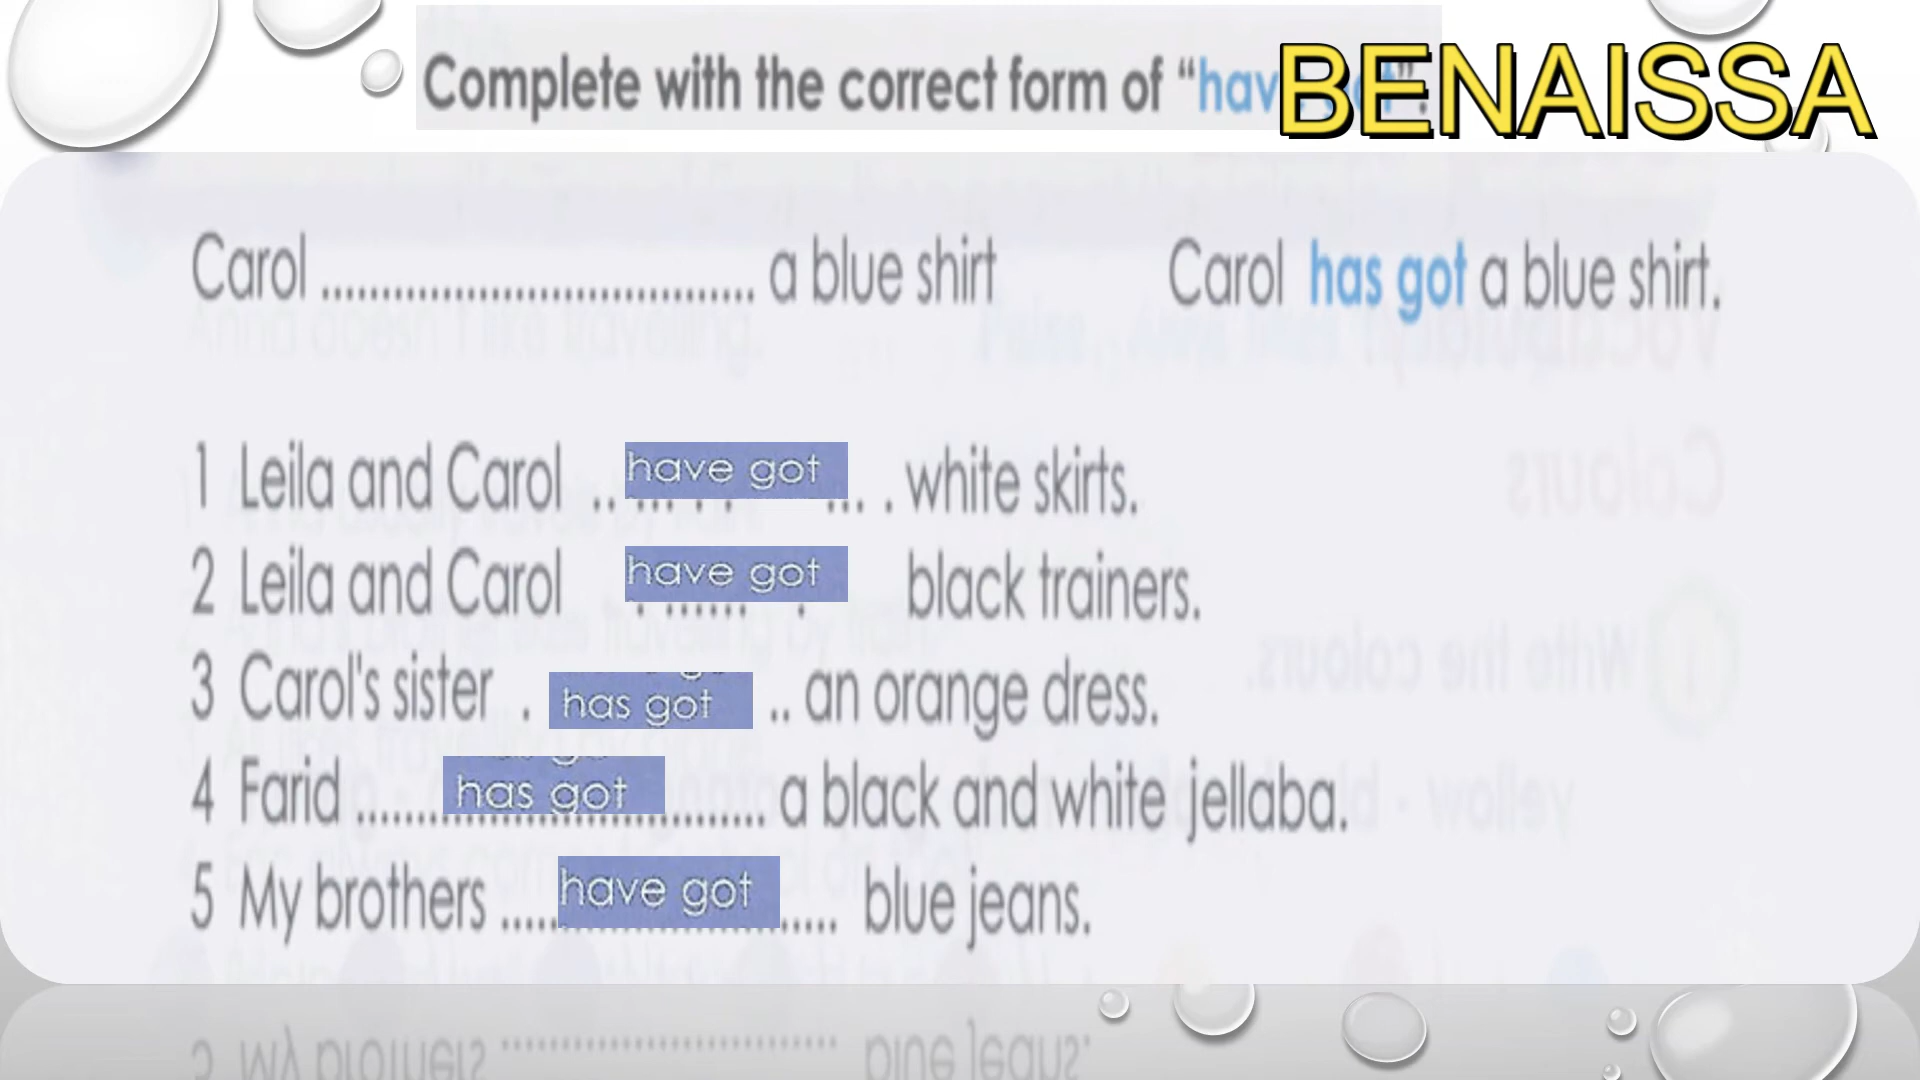 Complete with the correct form of “hav
BENAISSA
Carol .................................... a blue shirt
Carol has got a blue shirt.
1 Leila and Carol .. have got ... . white skirts.
2 Leila and Carol have got black trainers.
3 Carol's sister . has got .. an orange dress.
4 Farid ....... has got ........ a black and white jellaba.
5 My brothers ..... have got ..... blue jeans.